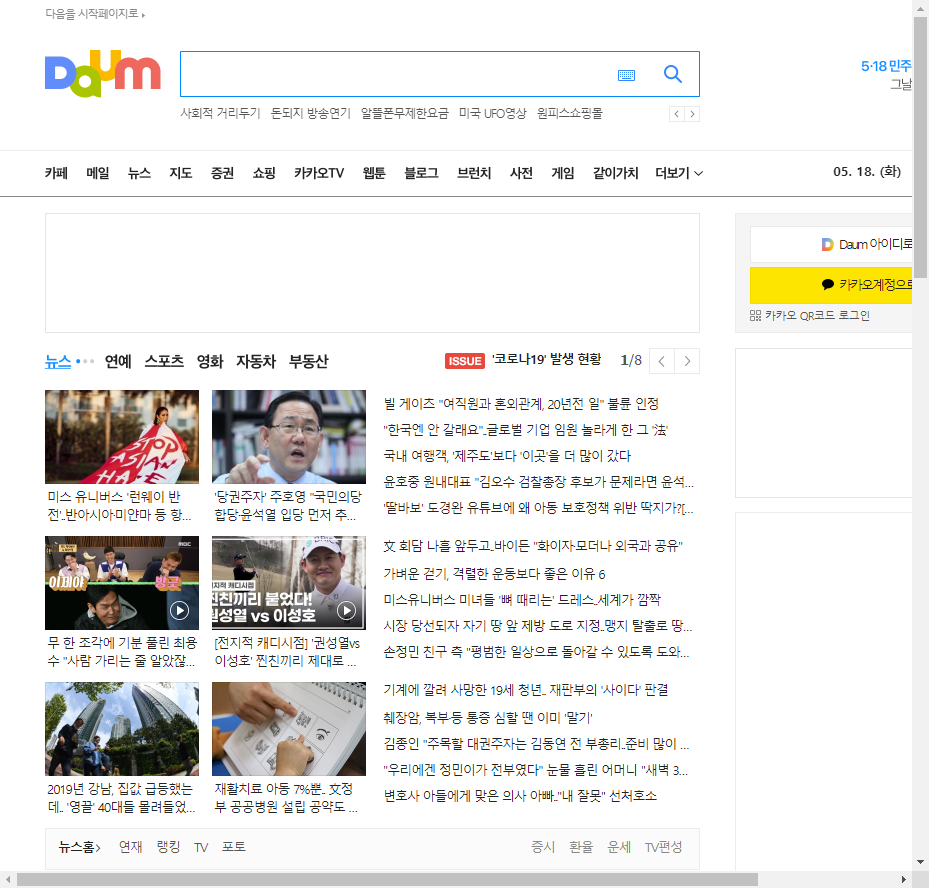 다음을 시작페이지로
Daum
사회적 거리두기 돈되지 방송연기 알뜰폰무제한요금 미국 UFO영상 원피스쇼핑몰
5·18 민주
그날
카페 메일 뉴스 지도 증권 쇼핑 카카오TV 웹툰 블로그 브런치 사전 게임 같이가치 더보기
05. 18. (화)
Daum 아이디로
카카오계정으로
카카오 QR코드 로그인
뉴스 연예 스포츠 영화 자동차 부동산
ISSUE '코로나19' 발생 현황 1/8
STOP
ASIAN
HATE
미스 유니버스 '런웨이 반
전'..반아시아·미얀마 등 항...
'당권주자' 주호영 "국민의당
합당·윤석열 입당 먼저 추...
빌 게이츠 "여직원과 혼외관계, 20년전 일" 불륜 인정
"한국엔 안 갈래요"..글로벌 기업 임원 놀라게 한 그 '法'
국내 여행객, '제주도'보다 '이곳'을 더 많이 갔다
윤호중 원내대표 "김오수 검찰총장 후보가 문제라면 윤석...
'딸바보' 도경완 유튜브에 왜 아동 보호정책 위반 딱지가?[...
MBC
이제야
방긋
지적 캐디시점
진친끼리 붙었다!
권성열 vs 이성호
무 한 조각에 기분 풀린 최용
수 "사람 가리는 줄 알았잖...
[전지적 캐디시점] '권성열vs
이성호' 찐친끼리 제대로 ...
文 회담 나흘 앞두고..바이든 "화이자·모더나 외국과 공유"
가벼운 걷기, 격렬한 운동보다 좋은 이유 6
미스유니버스 미녀들 '뼈 때리는' 드레스..세계가 깜짝
시장 당선되자 자기 땅 앞 제방 도로 지정..맹지 탈출로 땅...
손정민 친구 측 "평범한 일상으로 돌아갈 수 있도록 도와...
2019년 강남, 집값 급등했는
데.. '영끌' 40대들 몰려들었...
재활치료 아동 7%뿐.. 文정
부 공공병원 설립 공약도 ...
기계에 깔려 사망한 19세 청년.. 재판부의 '사이다' 판결
췌장암, 복부·등 통증 심할 땐 이미 '말기'
김종인 "주목할 대권주자는 김동연 전 부총리..준비 많이 ...
"우리에겐 정민이가 전부였다" 눈물 흘린 어머니 "새벽 3...
변호사 아들에게 맞은 의사 아빠.."내 잘못" 선처호소
뉴스홈 연재 랭킹 TV 포토 증시 환율 운세 TV편성